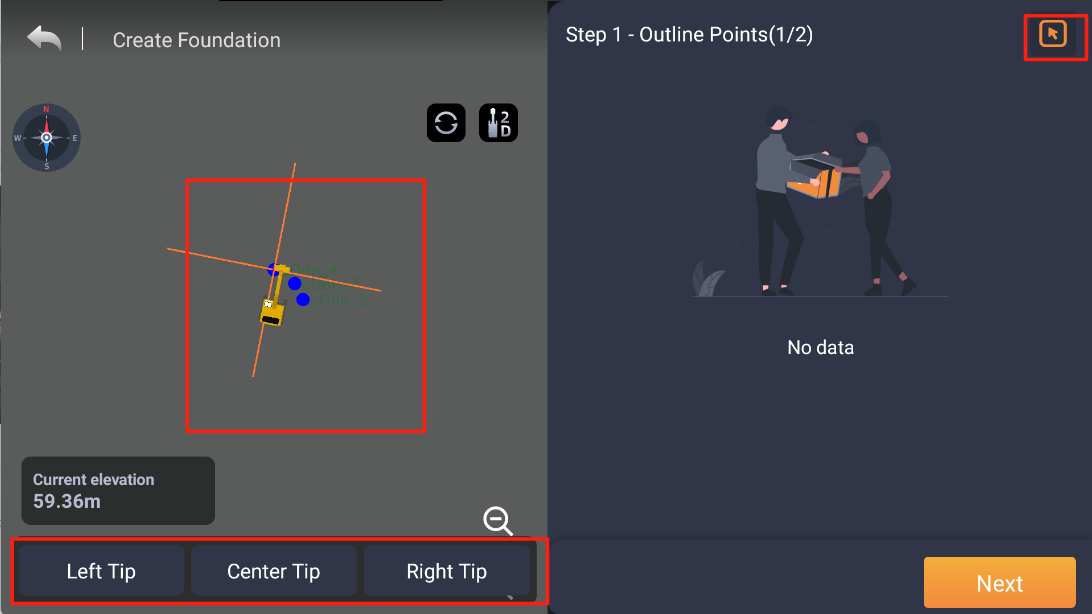 Create Foundation
Step 1 - Outline Points(1/2)
N
W
E
S
2
D
Current elevation
59.36m
No data
Left Tip
Center Tip
Right Tip
Next